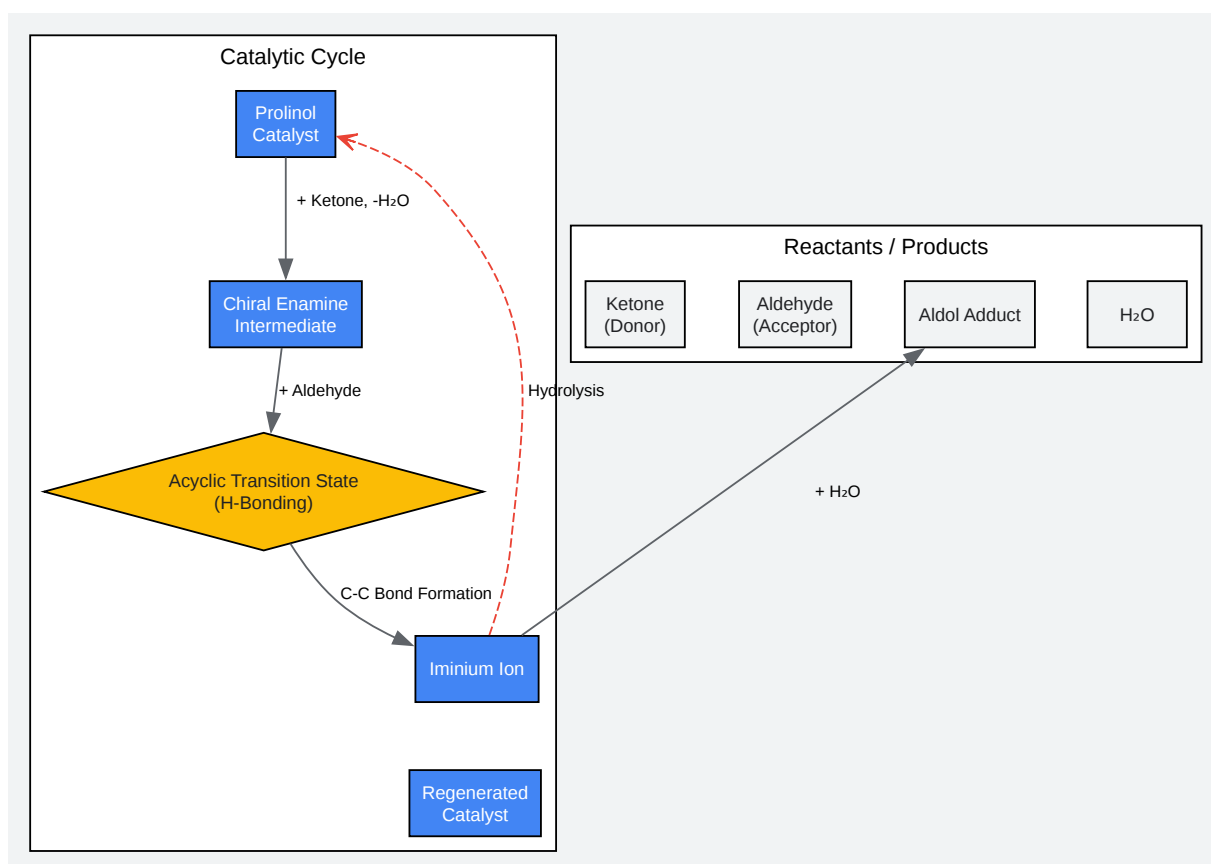 Catalytic Cycle
Prolinol
Catalyst
+ Ketone, -H₂O
Chiral Enamine
Intermediate
+ Aldehyde
Acyclic Transition State
(H-Bonding)
C-C Bond Formation
Iminium Ion
Regenerated
Catalyst
Hydrolysis
Reactants / Products
Ketone
(Donor)
Aldehyde
(Acceptor)
Aldol Adduct
H₂O
+ H₂O